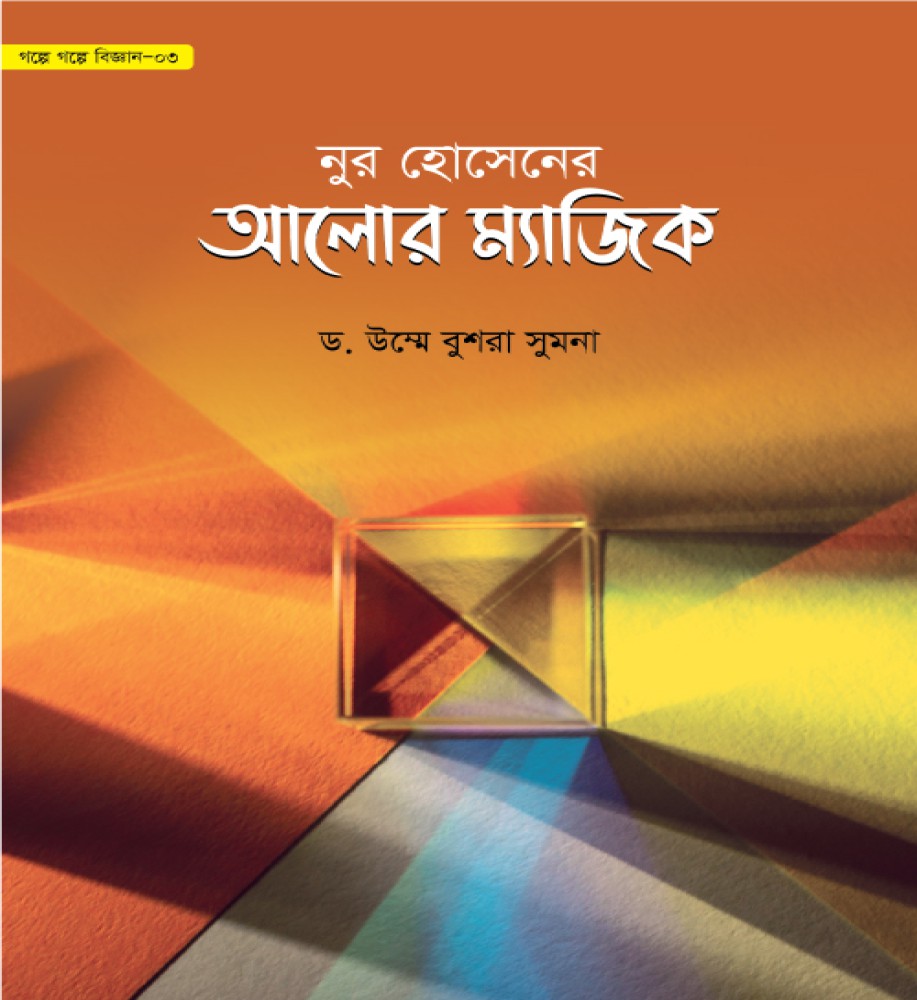 গল্পে গল্পে বিজ্ঞান-০৩
নুর হোসেনের
আলোর ম্যাজিক
ড. উম্মে বুশরা সুমনা